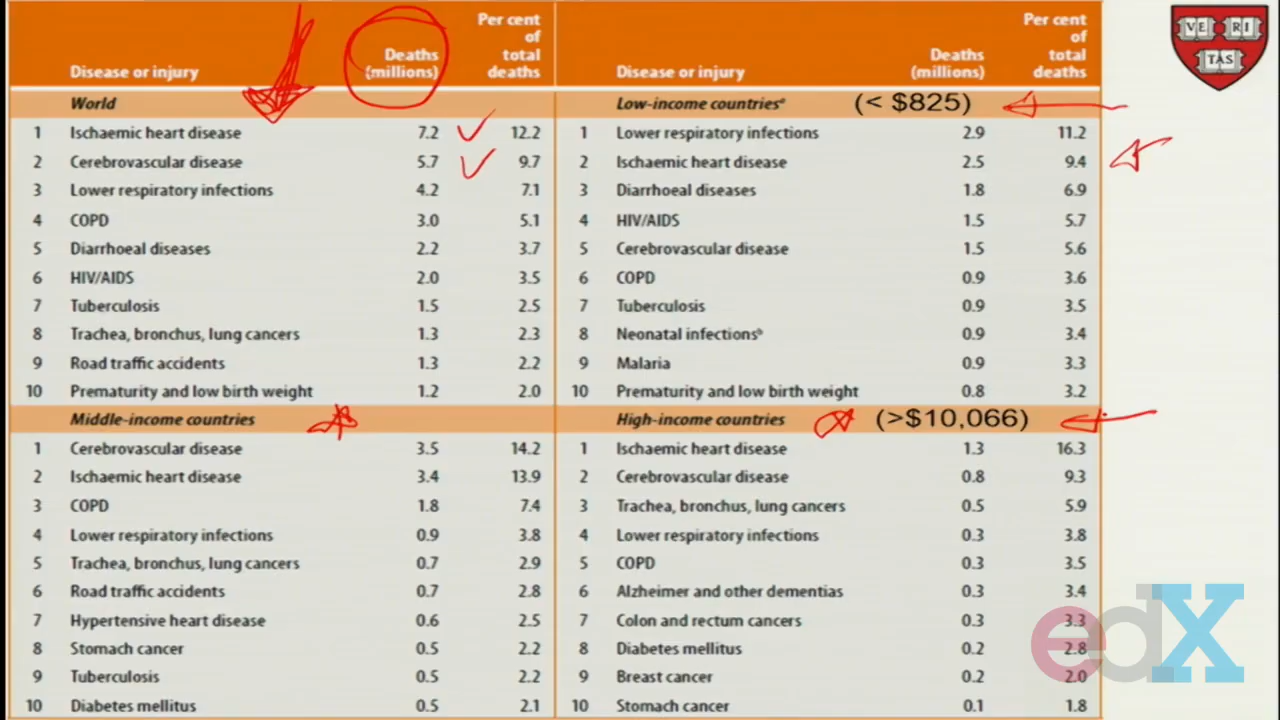 Disease or injury Deaths (millions) Per cent of total deaths
World
1 Ischaemic heart disease 7.2 12.2
2 Cerebrovascular disease 5.7 9.7
3 Lower respiratory infections 4.2 7.1
4 COPD 3.0 5.1
5 Diarrhoeal diseases 2.2 3.7
6 HIV/AIDS 2.0 3.5
7 Tuberculosis 1.5 2.5
8 Trachea, bronchus, lung cancers 1.3 2.3
9 Road traffic accidents 1.3 2.2
10 Prematurity and low birth weight 1.2 2.0
Middle-income countries
1 Cerebrovascular disease 3.5 14.2
2 Ischaemic heart disease 3.4 13.9
3 COPD 1.8 7.4
4 Lower respiratory infections 0.9 3.8
5 Trachea, bronchus, lung cancers 0.7 2.9
6 Road traffic accidents 0.7 2.8
7 Hypertensive heart disease 0.6 2.5
8 Stomach cancer 0.5 2.2
9 Tuberculosis 0.5 2.2
10 Diabetes mellitus 0.5 2.1
Disease or injury Deaths (millions) Per cent of total deaths
Low-income countriesᵃ (< $825)
1 Lower respiratory infections 2.9 11.2
2 Ischaemic heart disease 2.5 9.4
3 Diarrhoeal diseases 1.8 6.9
4 HIV/AIDS 1.5 5.7
5 Cerebrovascular disease 1.5 5.6
6 COPD 0.9 3.6
7 Tuberculosis 0.9 3.5
8 Neonatal infectionsᵇ 0.9 3.4
9 Malaria 0.9 3.3
10 Prematurity and low birth weight 0.8 3.2
High-income countries (>$10,066)
1 Ischaemic heart disease 1.3 16.3
2 Cerebrovascular disease 0.8 9.3
3 Trachea, bronchus, lung cancers 0.5 5.9
4 Lower respiratory infections 0.3 3.8
5 COPD 0.3 3.5
6 Alzheimer and other dementias 0.3 3.4
7 Colon and rectum cancers 0.3 3.3
8 Diabetes mellitus 0.2 2.8
9 Breast cancer 0.2 2.0
10 Stomach cancer 0.1 1.8
VE RI
TAS
edX